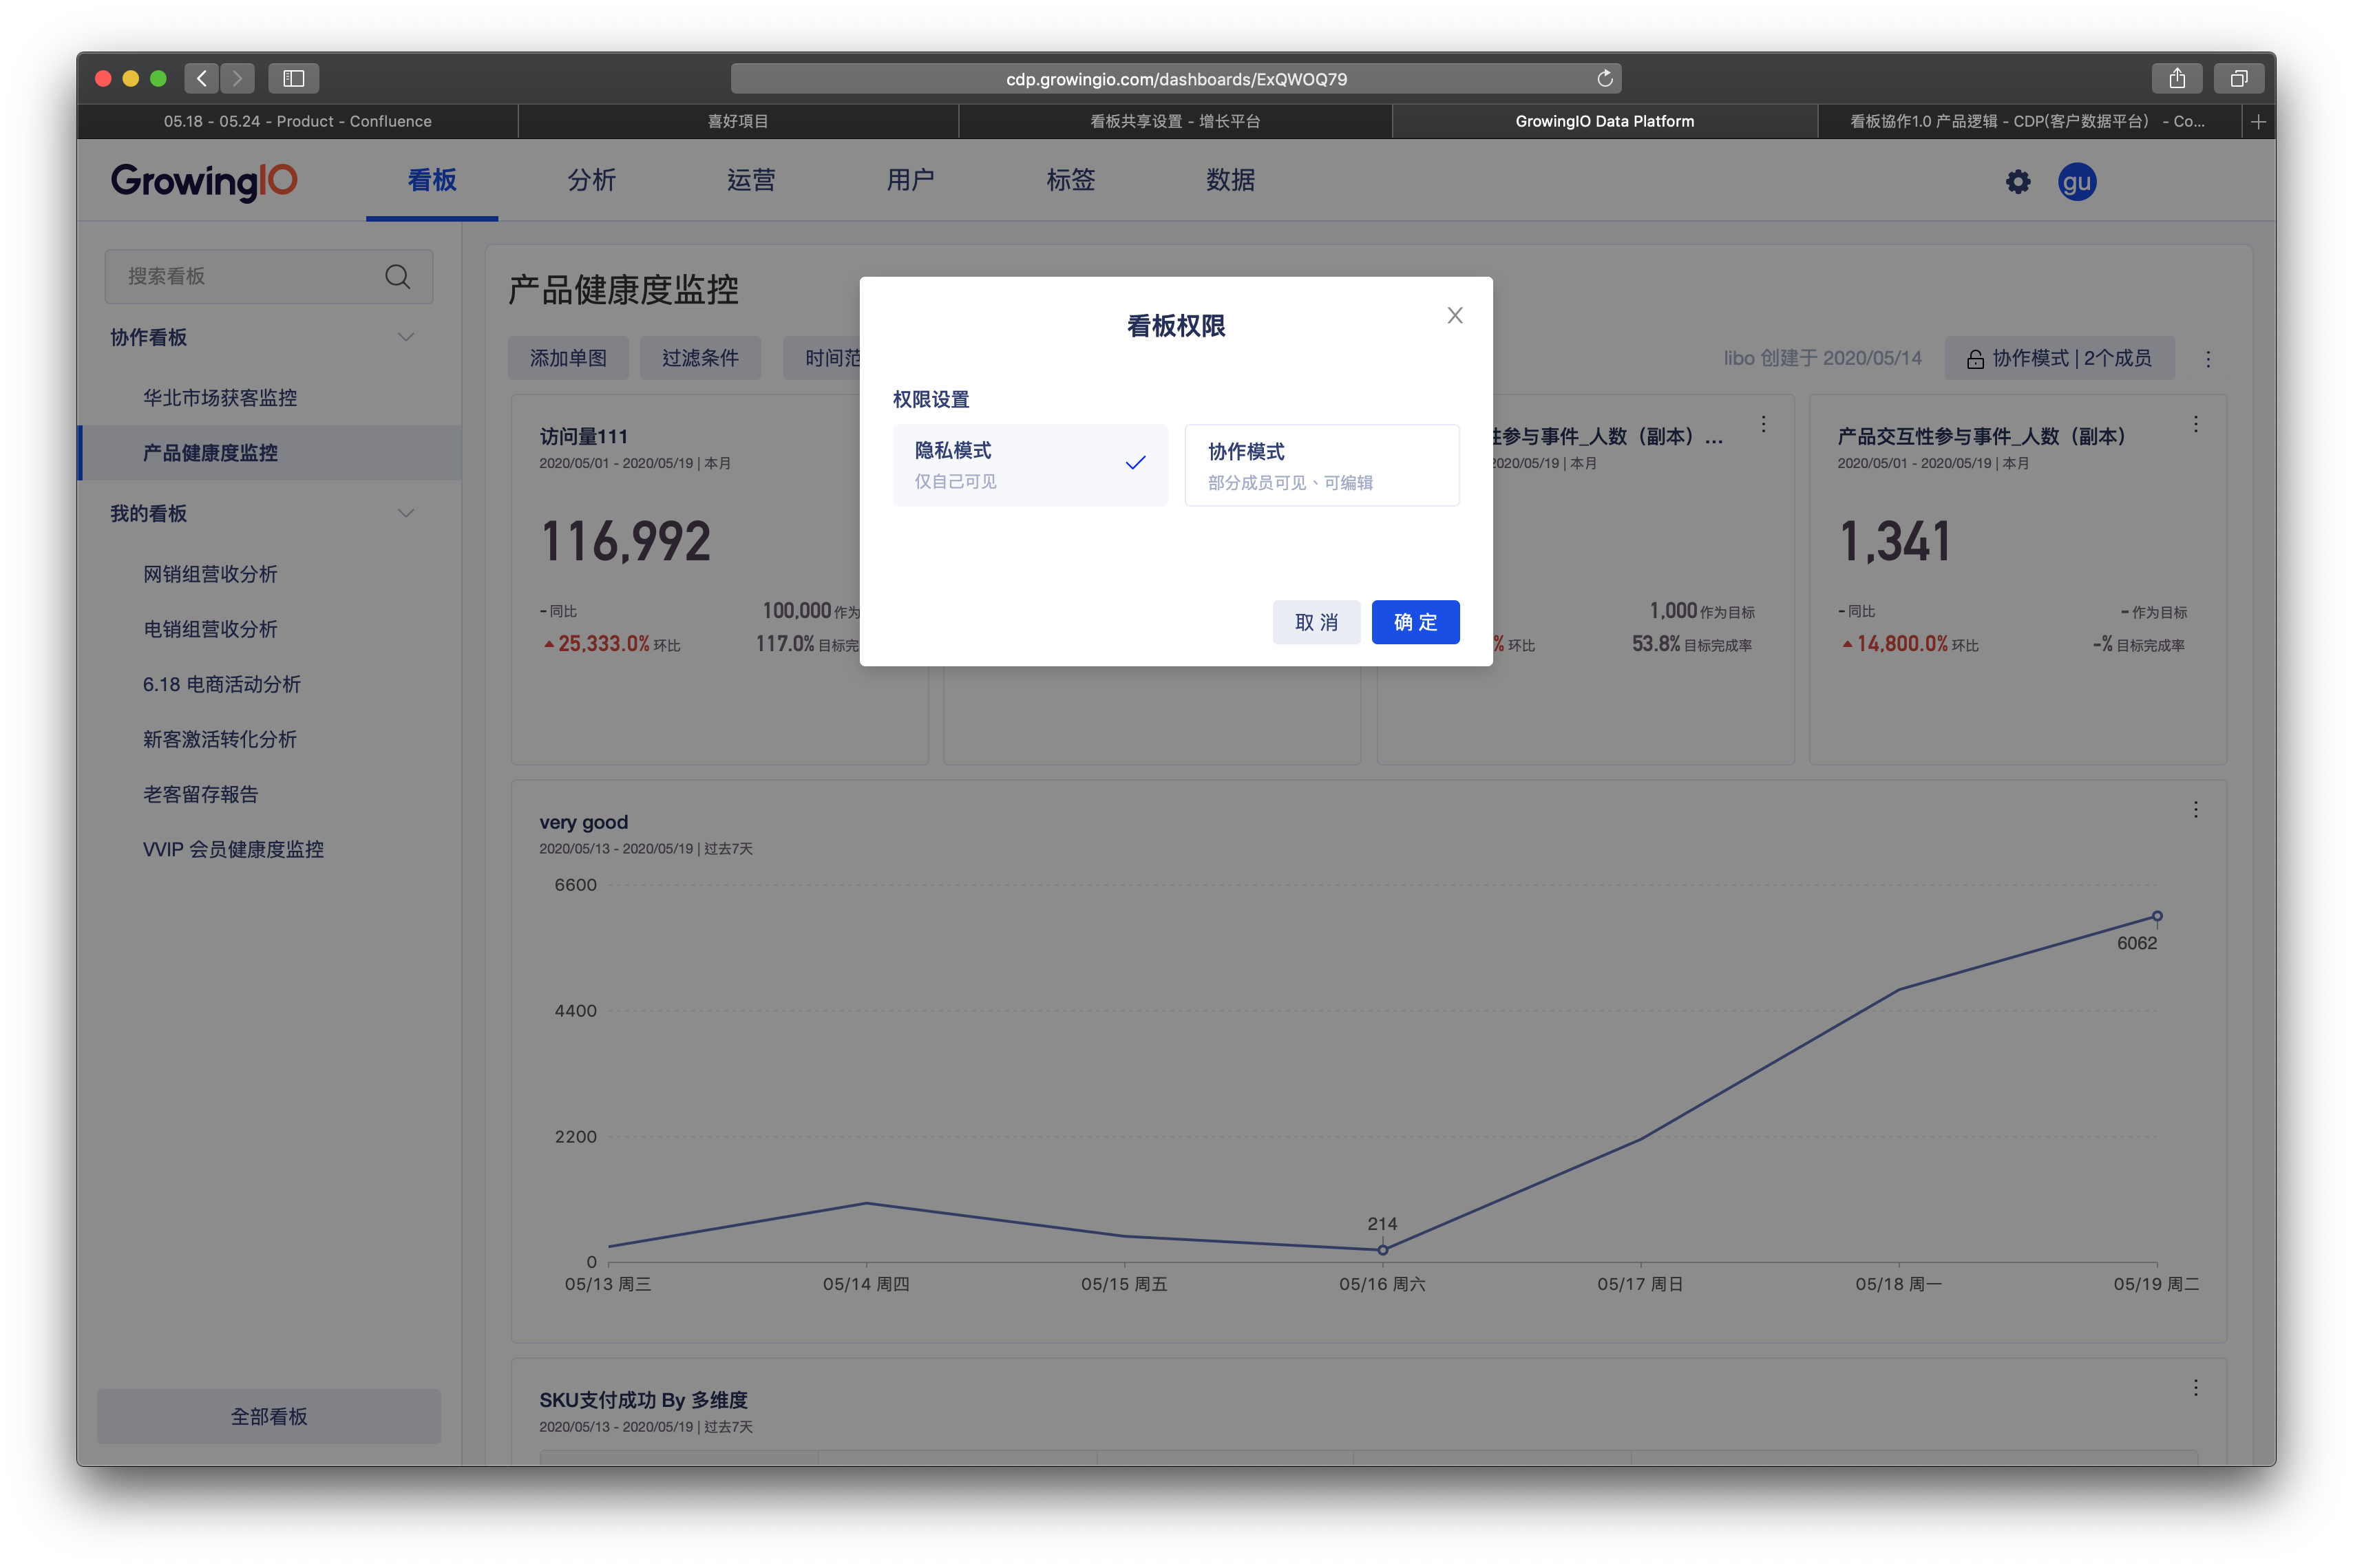 cdp.growingio.com/dashboards/ExQWOQ79
05.18 - 05.24 - Product - Confluence
喜好項目
看板共享设置 - 增长平台
GrowingIO Data Platform
看板協作1.0 产品逻辑 - CDP(客户数据平台) - Co...
GrowingIO
看板
分析
运营
用户
标签
数据
gu
搜索看板
协作看板
华北市场获客监控
产品健康度监控
我的看板
网销组营收分析
电销组营收分析
6.18 电商活动分析
新客激活转化分析
老客留存報告
VVIP 会员健康度监控
全部看板
产品健康度监控
添加单图
过滤条件
时间范
libo 创建于 2020/05/14
协作模式 | 2个成员
访问量111
2020/05/01 - 2020/05/19 | 本月
116,992
- 同比
100,000 作为
25,333.0% 环比
117.0% 目标完
性参与事件_人数（副本）...
2020/05/19 | 本月
1,000 作为目标
% 环比
53.8% 目标完成率
产品交互性参与事件_人数（副本）
2020/05/01 - 2020/05/19 | 本月
1,341
- 同比
- 作为目标
14,800.0% 环比
-% 目标完成率
看板权限
权限设置
隐私模式
仅自己可见
协作模式
部分成员可见、可编辑
取 消
确 定
very good
2020/05/13 - 2020/05/19 | 过去7天
6600
4400
2200
0
6062
214
05/13 周三
05/14 周四
05/15 周五
05/16 周六
05/17 周日
05/18 周一
05/19 周二
SKU支付成功 By 多维度
2020/05/13 - 2020/05/19 | 过去7天